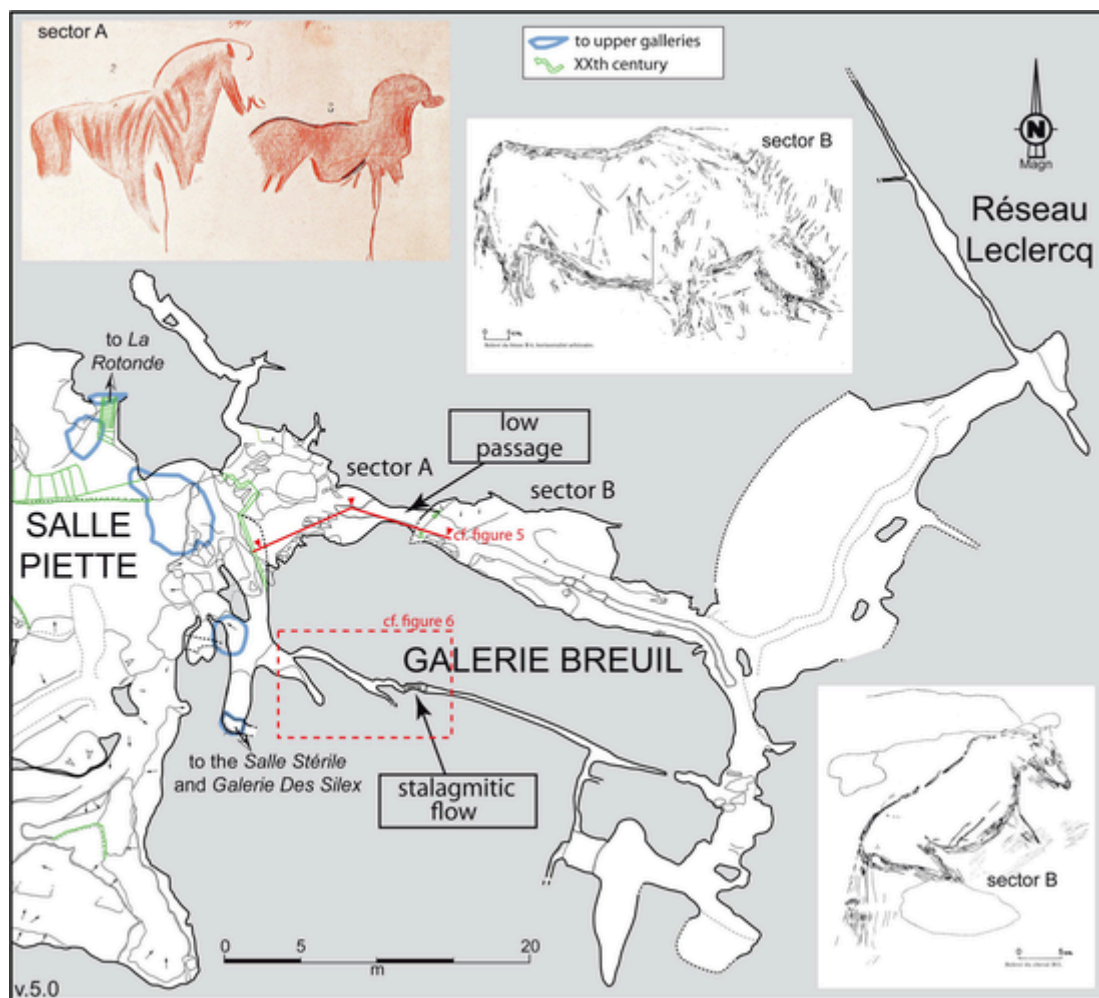 sector A
to upper galleries
XXth century
2
3
N
Magn
sector B
Réseau
Leclercq
to La
Rotonde
low
passage
sector A
sector B
cf. figure 5
SALLE
PIETTE
cf. figure 6
GALERIE BREUIL
to the Salle Stérile
and Galerie Des Silex
stalagmitic
flow
sector B
0 5 20
m
v.5.0